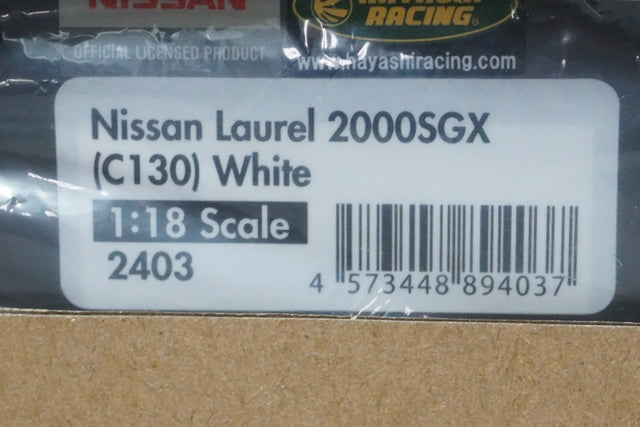 NISSAN
OFFICIAL LICENSED PRODUCT
RACING
www.hayashiracing.com
Nissan Laurel 2000SGX
(C130) White
1:18 Scale
2403
4 573448 894037